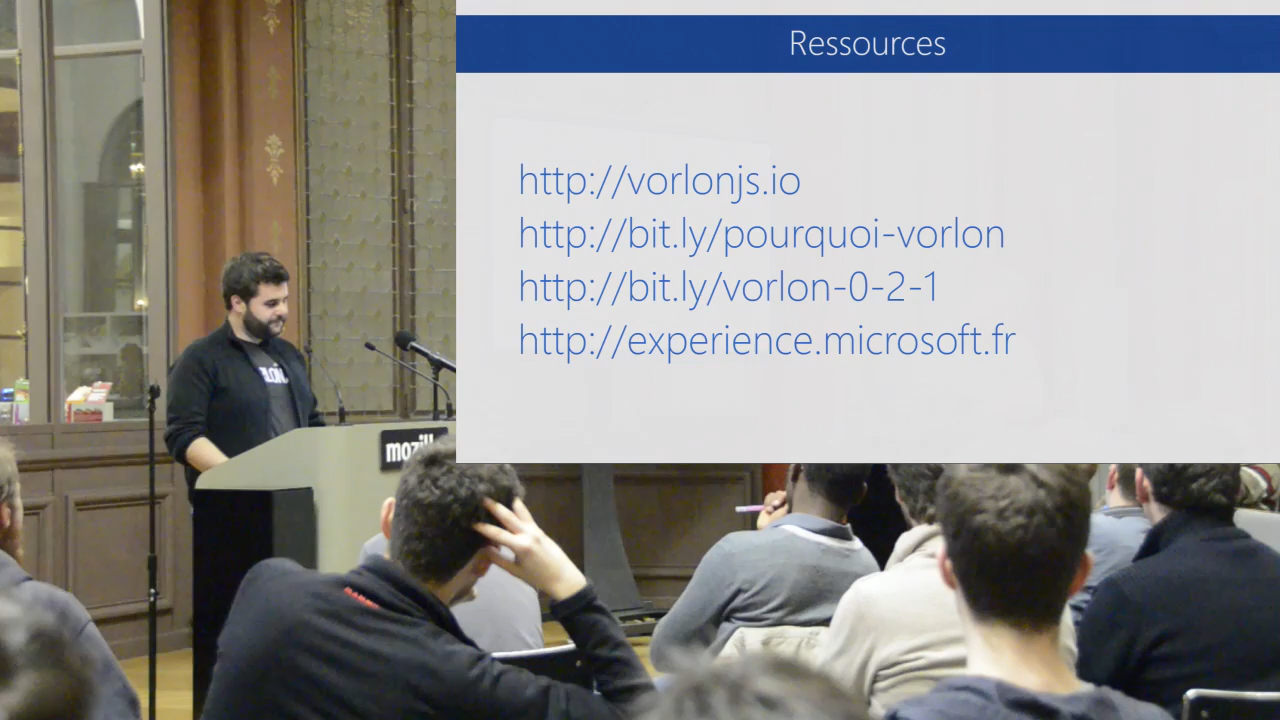 Ressources
http://vorlonjs.io
http://bit.ly/pourquoi-vorlon
http://bit.ly/vorlon-0-2-1
http://experience.microsoft.fr